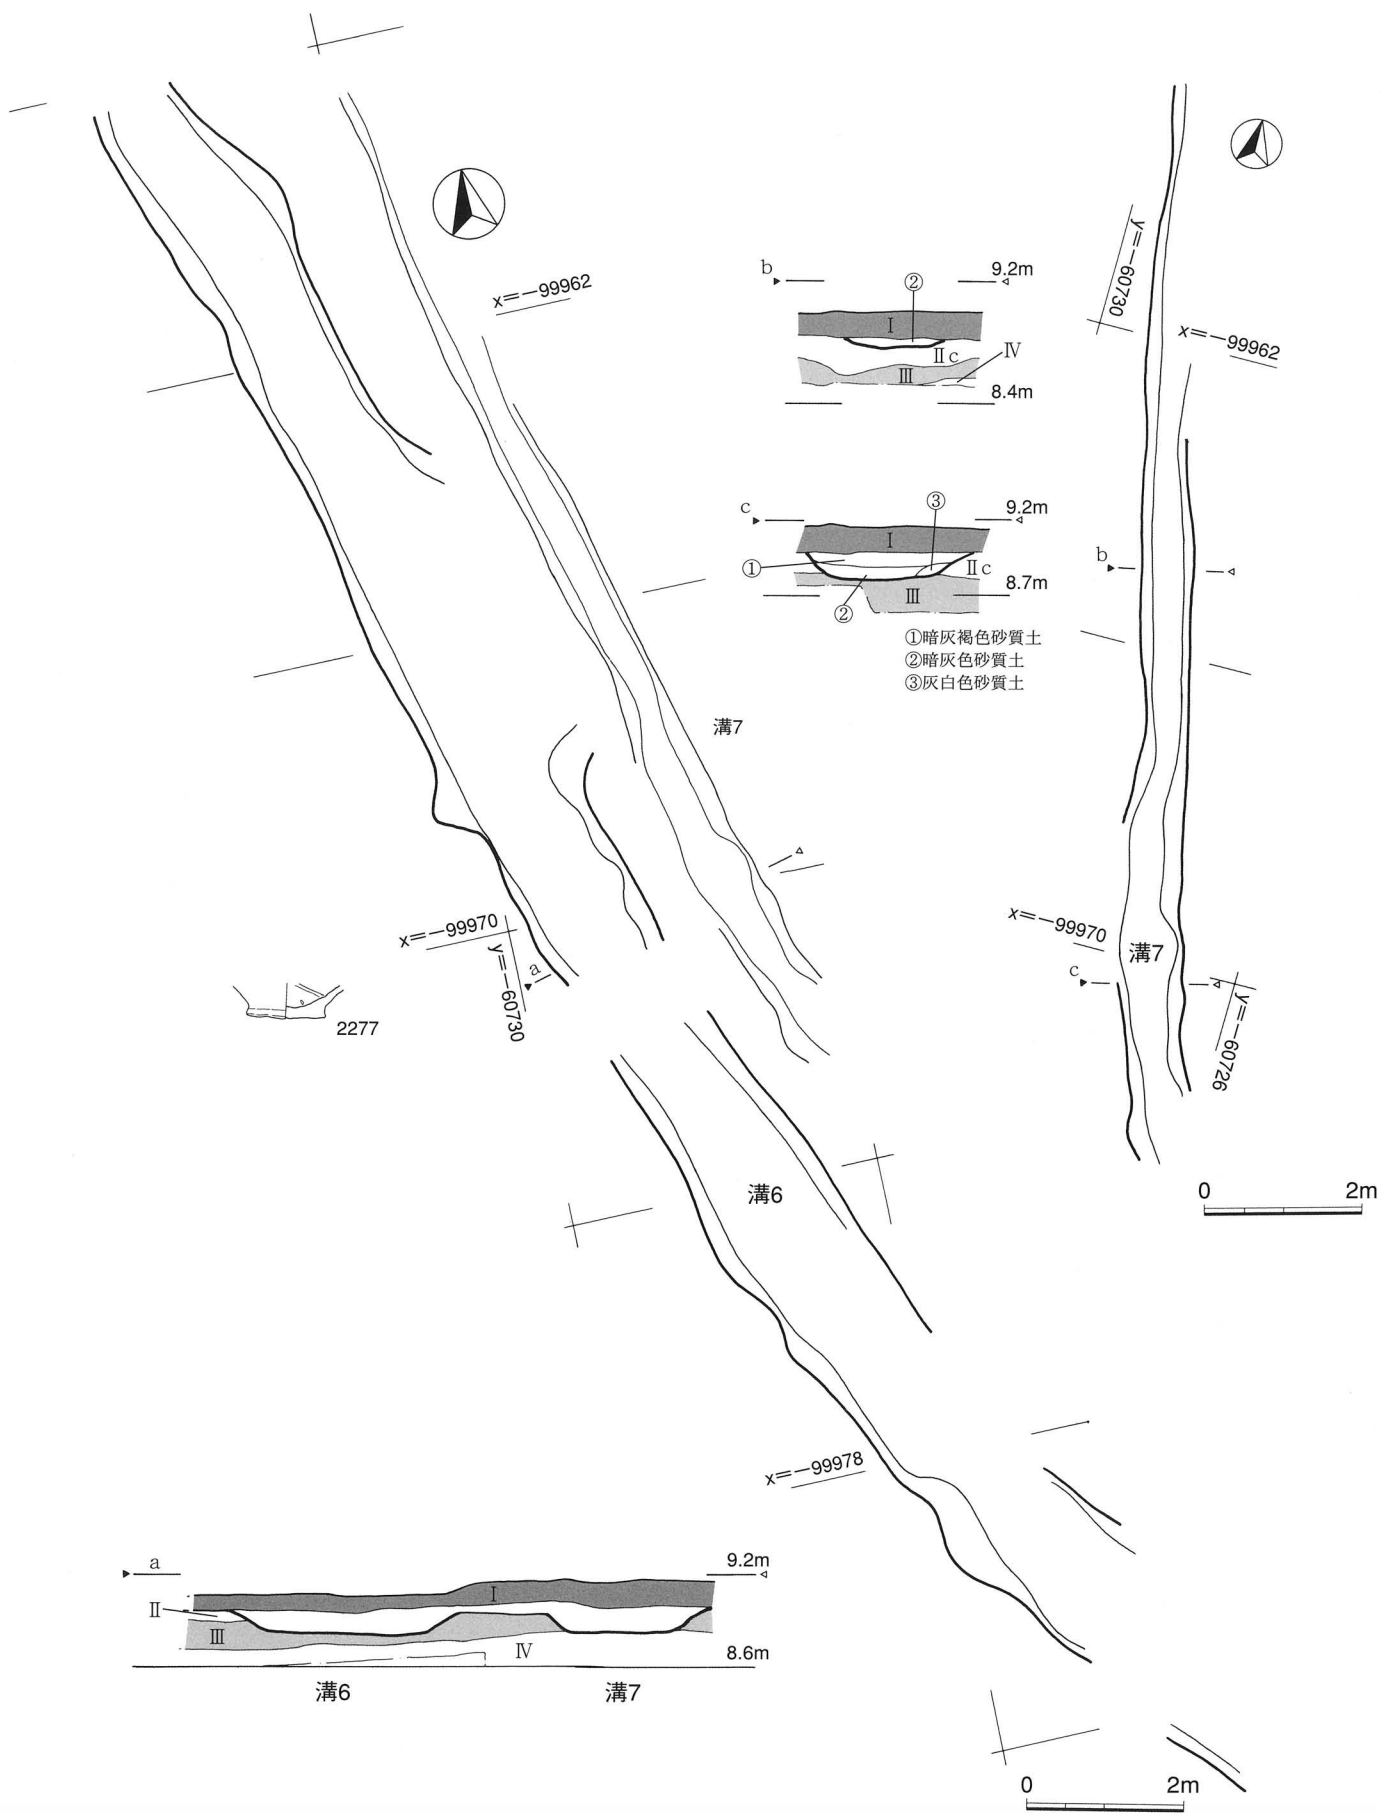 x=-99962
b
9.2m
②
Ⅰ
Ⅱc
Ⅳ
Ⅲ
8.4m
c
9.2m
③
Ⅰ
①
Ⅱc
8.7m
Ⅲ
②
①暗灰褐色砂質土
②暗灰色砂質土
③灰白色砂質土
溝7
y=-60730
x=-99962
b
x=-99970
溝7
c
y=-60726
0 2m
x=-99970
y=-60730
a
2277
溝6
x=-99978
a
9.2m
Ⅰ
Ⅱ
Ⅲ
Ⅳ
8.6m
溝6
溝7
0 2m